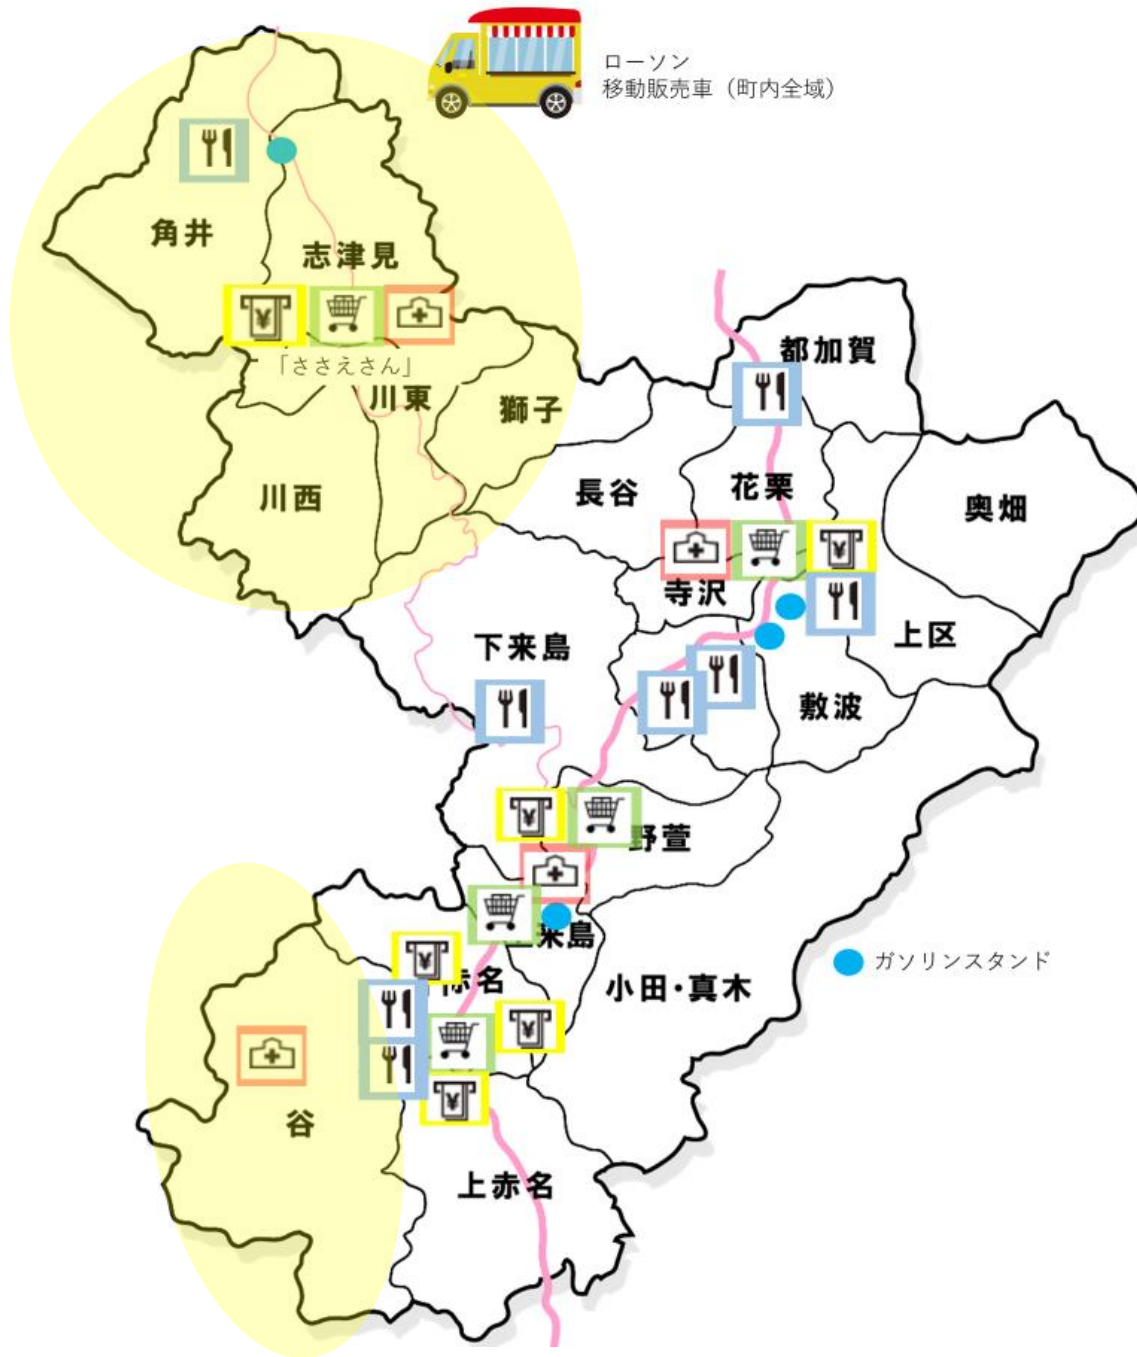 ローソン
移動販売車（町内全域）
角井
志津見
「ささえさん」
川東
獅子
川西
都加賀
長谷
花栗
奥畑
寺沢
上区
下来島
敷波
野萱
来島
赤名
小田・真木
ガソリンスタンド
谷
上赤名
¥
¥
¥
¥
¥
¥